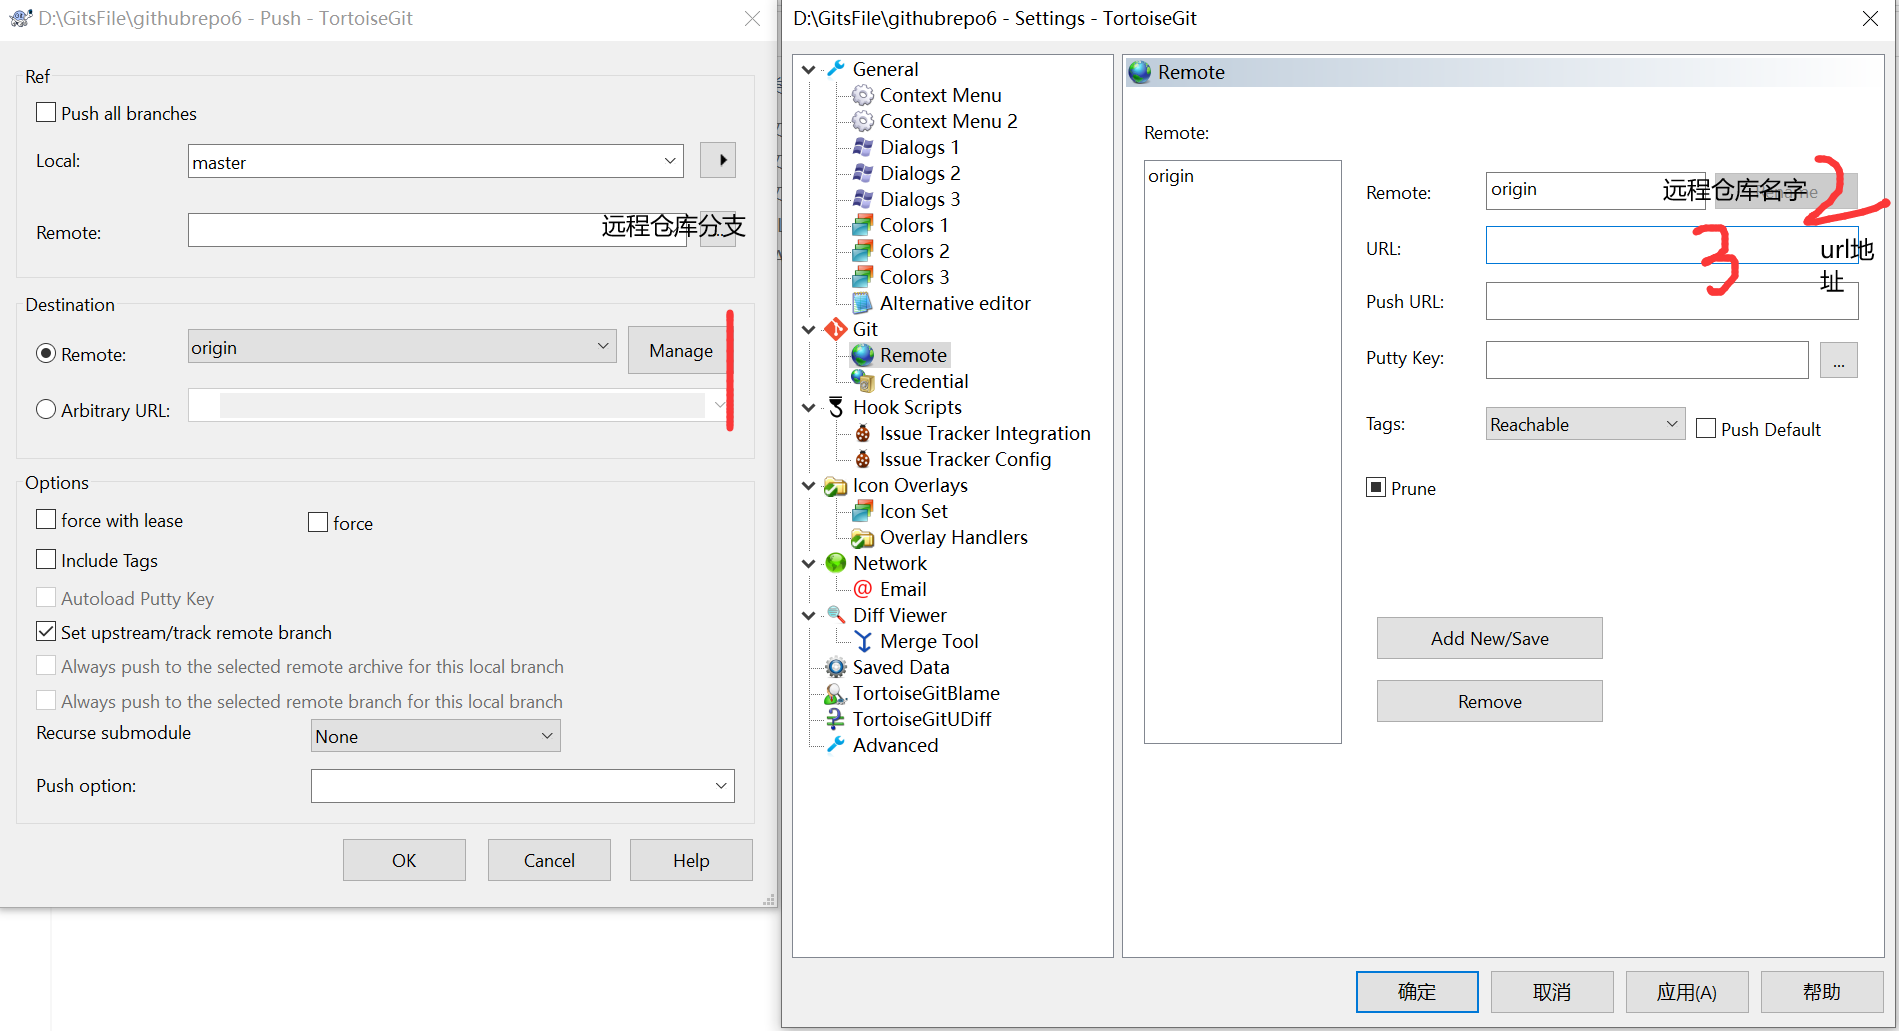 D:\GitsFile\githubrepo6 - Push - TortoiseGit
Ref
Push all branches
Local:
master
Remote:
远程仓库分支
Destination
Remote:
origin
Manage
Arbitrary URL:
Options
force with lease
force
Include Tags
Autoload Putty Key
Set upstream/track remote branch
Always push to the selected remote archive for this local branch
Always push to the selected remote branch for this local branch
Recurse submodule
None
Push option:
OK
Cancel
Help
D:\GitsFile\githubrepo6 - Settings - TortoiseGit
General
Context Menu
Context Menu 2
Dialogs 1
Dialogs 2
Dialogs 3
Colors 1
Colors 2
Colors 3
Alternative editor
Git
Remote
Credential
Hook Scripts
Issue Tracker Integration
Issue Tracker Config
Icon Overlays
Icon Set
Overlay Handlers
Network
Email
Diff Viewer
Merge Tool
Saved Data
TortoiseGitBlame
TortoiseGitUDiff
Advanced
Remote
Remote:
origin
Remote:
origin
远程仓库名字
2
URL:
3
url地
址
Push URL:
Putty Key:
...
Tags:
Reachable
Push Default
Prune
Add New/Save
Remove
确定
取消
应用(A)
帮助